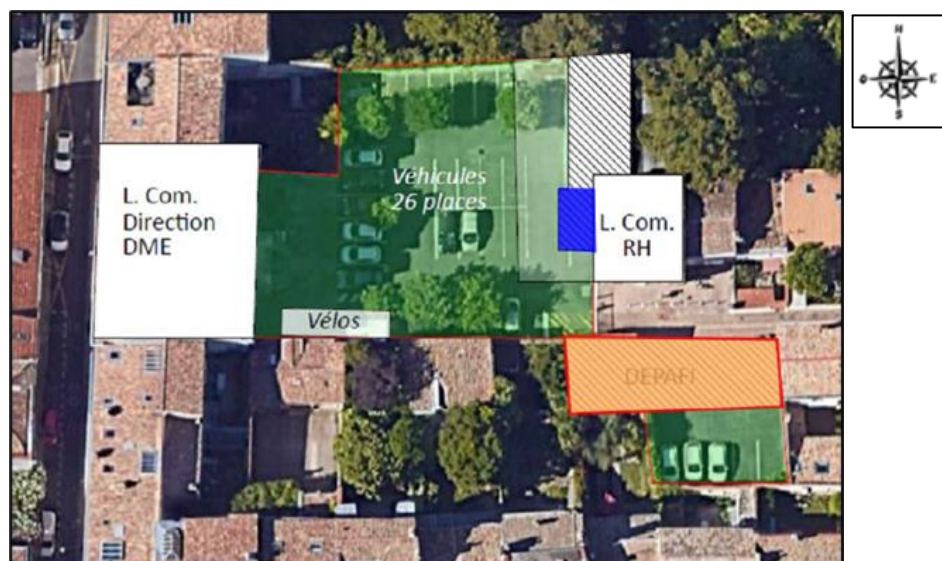 N
O
E
S
L. Com.
Direction
DME
Véhicules
26 places
L. Com.
RH
Vélos
DEPAFI